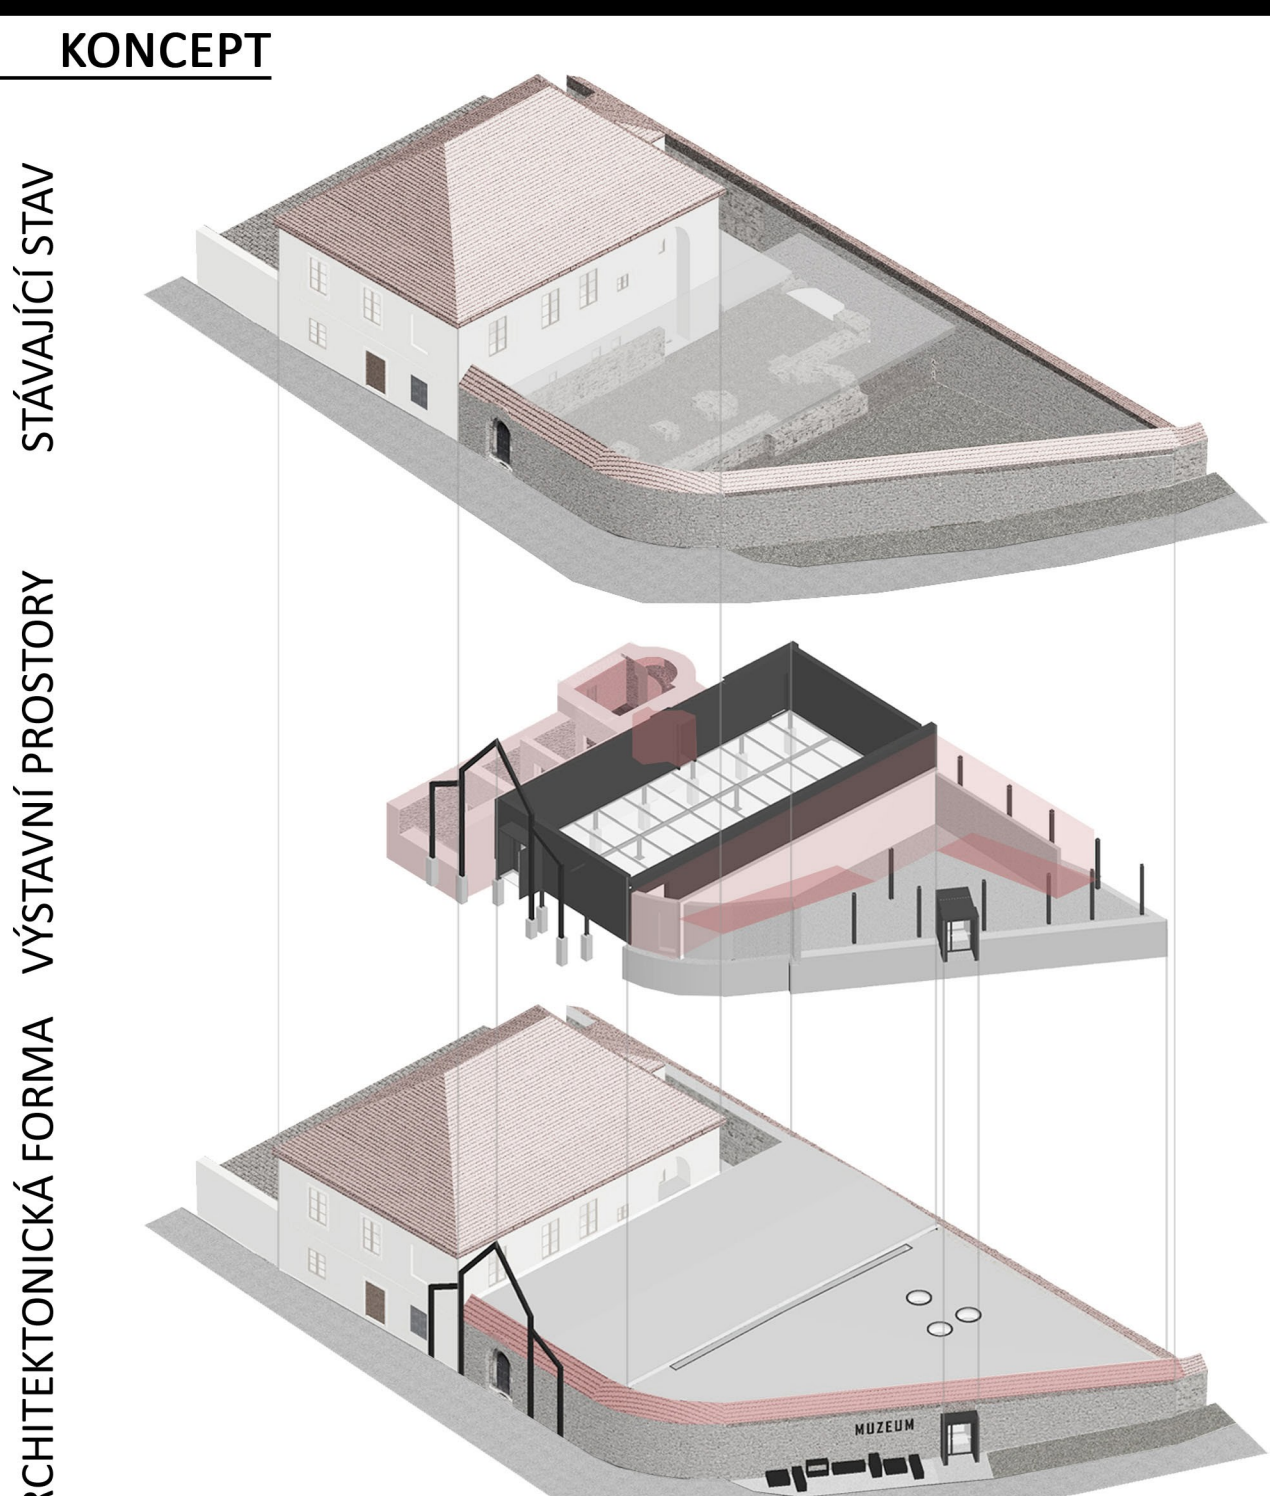 KONCEPT
STÁVAJÍCÍ STAV
VÝSTAVNÍ PROSTORY
RCHITEKTONICKÁ FORMA
MUZEUM